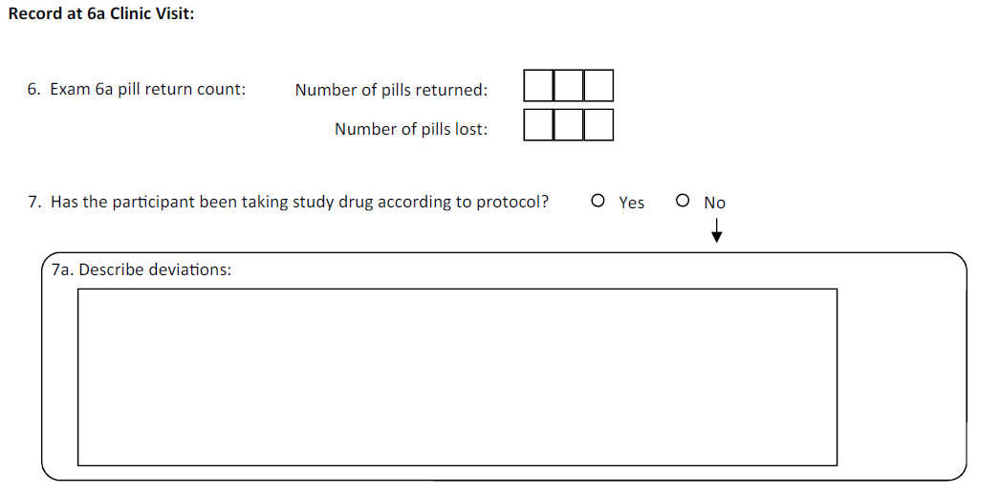 Record at 6a Clinic Visit:
6. Exam 6a pill return count: Number of pills returned:
Number of pills lost:
7. Has the participant been taking study drug according to protocol? Yes No
7a. Describe deviations: